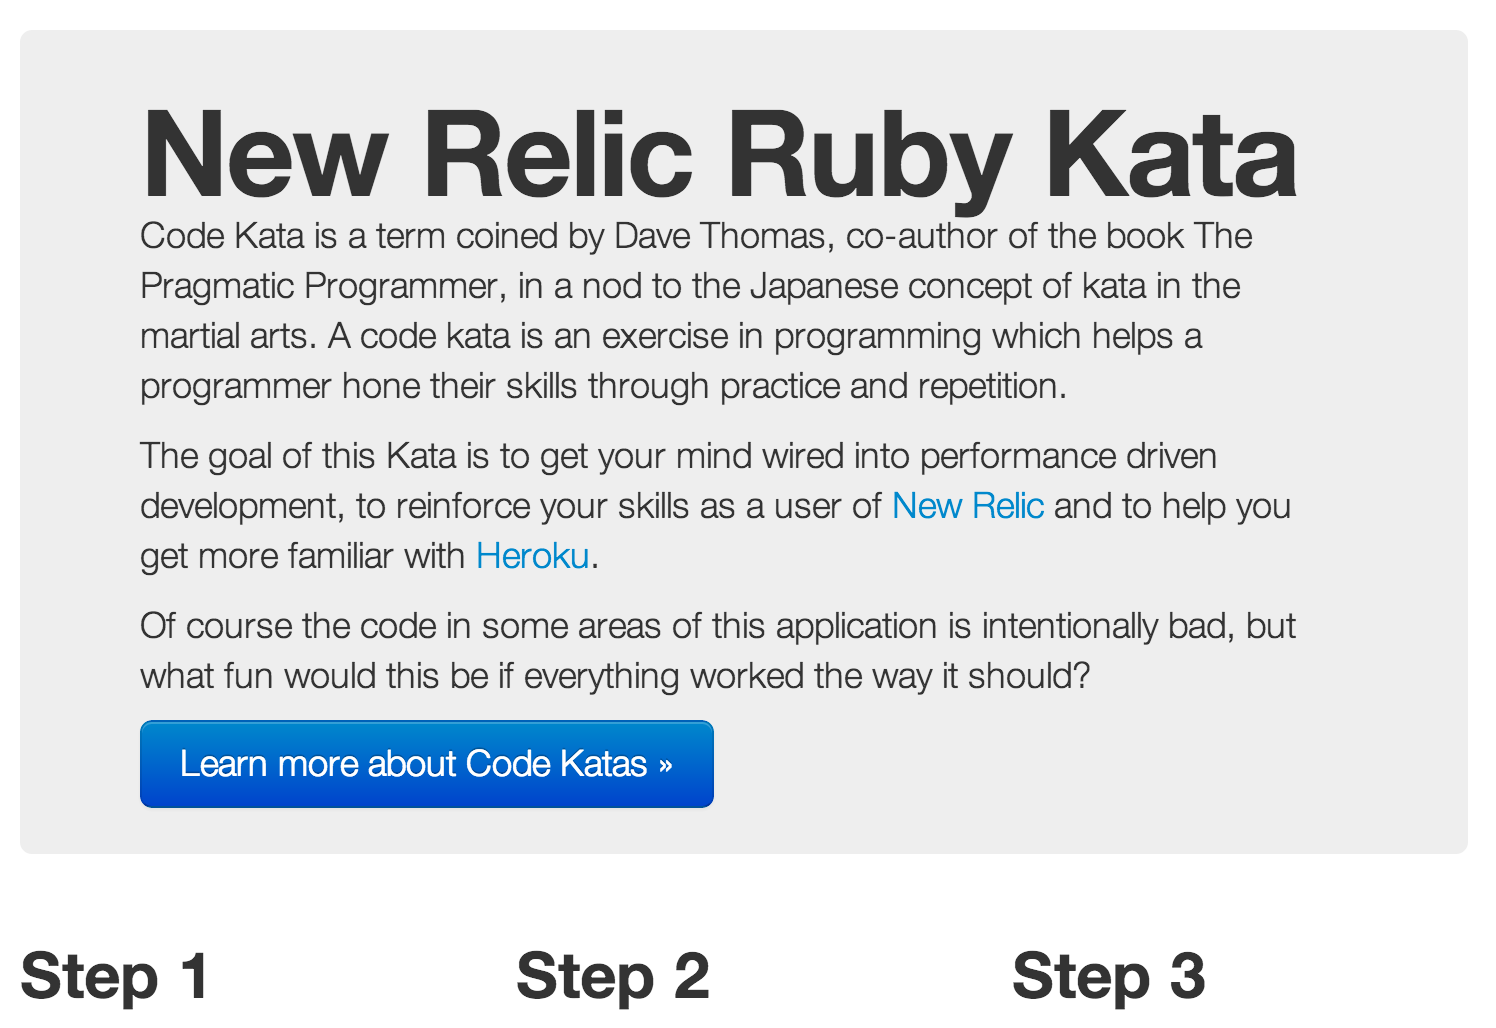 New Relic Ruby Kata
Code Kata is a term coined by Dave Thomas, co-author of the book The
Pragmatic Programmer, in a nod to the Japanese concept of kata in the
martial arts. A code kata is an exercise in programming which helps a
programmer hone their skills through practice and repetition.
The goal of this Kata is to get your mind wired into performance driven
development, to reinforce your skills as a user of New Relic and to help you
get more familiar with Heroku.
Of course the code in some areas of this application is intentionally bad, but
what fun would this be if everything worked the way it should?
Learn more about Code Katas »
Step 1
Step 2
Step 3